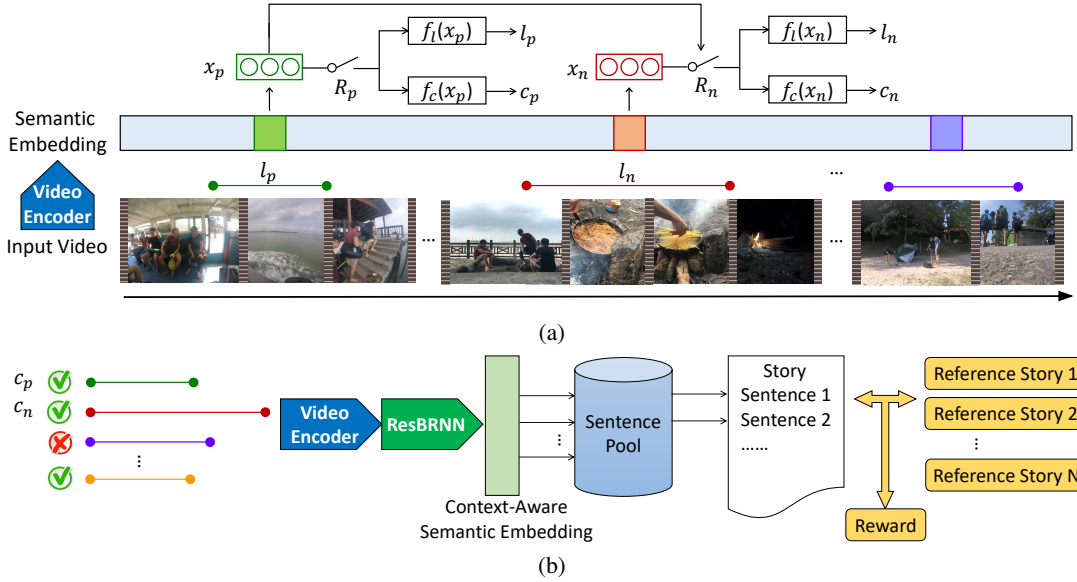 f_l(x_p)
l_p
f_l(x_n)
l_n
x_p
R_p
x_n
R_n
f_c(x_p)
c_p
f_c(x_n)
c_n
Semantic
Embedding
Video
Encoder
Input Video
l_p
l_n
...
...
...
(a)
c_p
c_n
...
Video
Encoder
ResBRNN
...
Context-Aware
Semantic Embedding
Sentence
Pool
Story
Sentence 1
Sentence 2
......
Reference Story 1
Reference Story 2
...
Reference Story N
Reward
(b)